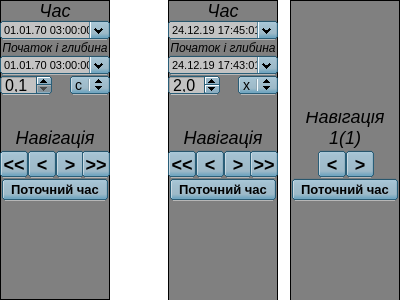 Час
01.01.70 03:00:00
Початок і глибина
01.01.70 03:00:00
0,1 с
Навігація
<< < > >>
Поточний час
Час
24.12.19 17:45:01
Початок і глибина
24.12.19 17:43:01
2,0 х
Навігація
<< < > >>
Поточний час
Навігація
1(1)
< >
Поточний час